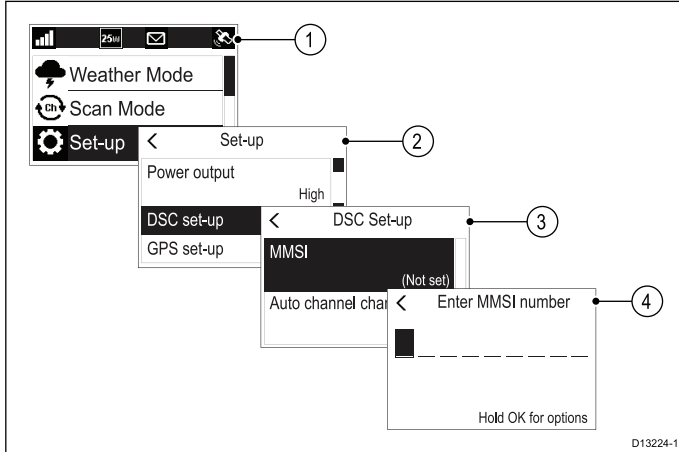 25W
1
Weather Mode
Ch
Scan Mode
Set-up
< Set-up
2
Power output
High
DSC set-up
GPS set-up
< DSC Set-up
3
MMSI
(Not set)
Auto channel char
< Enter MMSI number
4
Hold OK for options
D13224-1